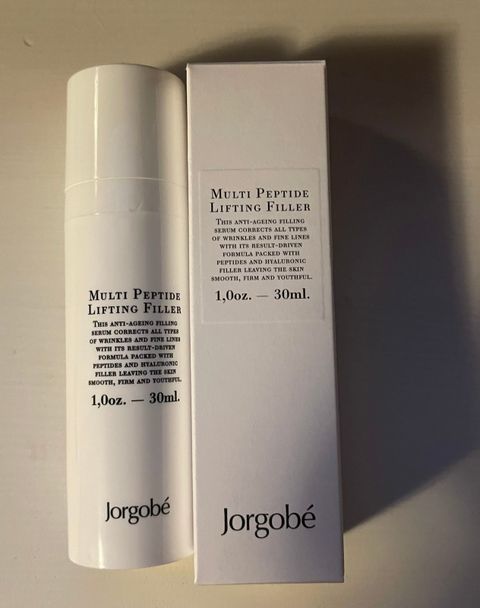 Multi Peptide
Lifting Filler
This anti-ageing filling
serum corrects all types
of wrinkles and fine lines
with its result-driven
formula packed with
peptides and hyaluronic
filler leaving the skin
smooth, firm and youthful.
1,0oz. — 30ml.
Jorgobé
Multi Peptide
Lifting Filler
This anti-ageing filling
serum corrects all types
of wrinkles and fine lines
with its result-driven
formula packed with
peptides and hyaluronic
filler leaving the skin
smooth, firm and youthful.
1,0oz. — 30ml.
Jorgobé